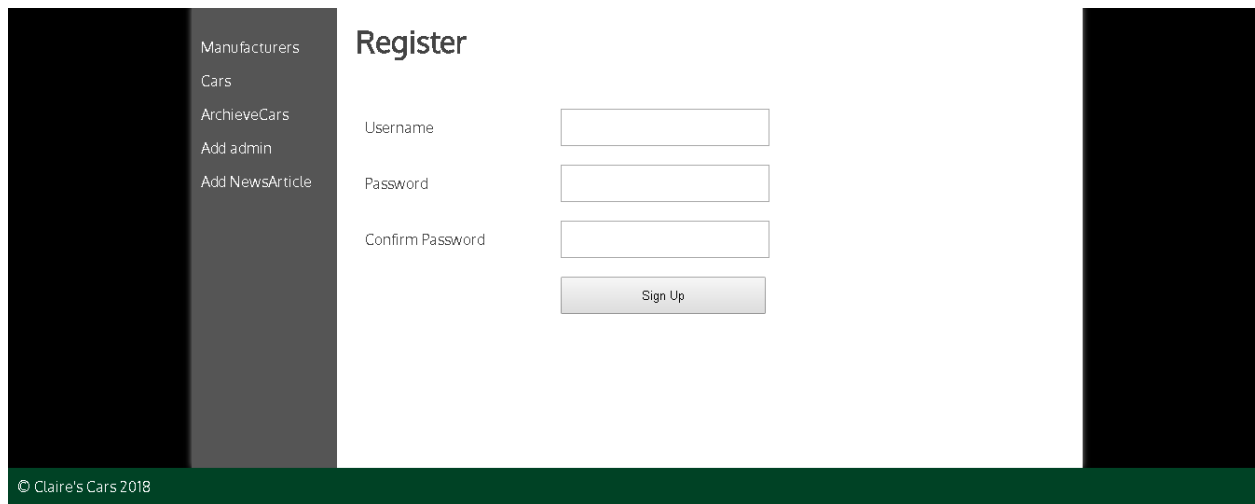 Manufacturers
Cars
ArchieveCars
Add admin
Add NewsArticle
Register
Username
Password
Confirm Password
Sign Up
© Claire's Cars 2018